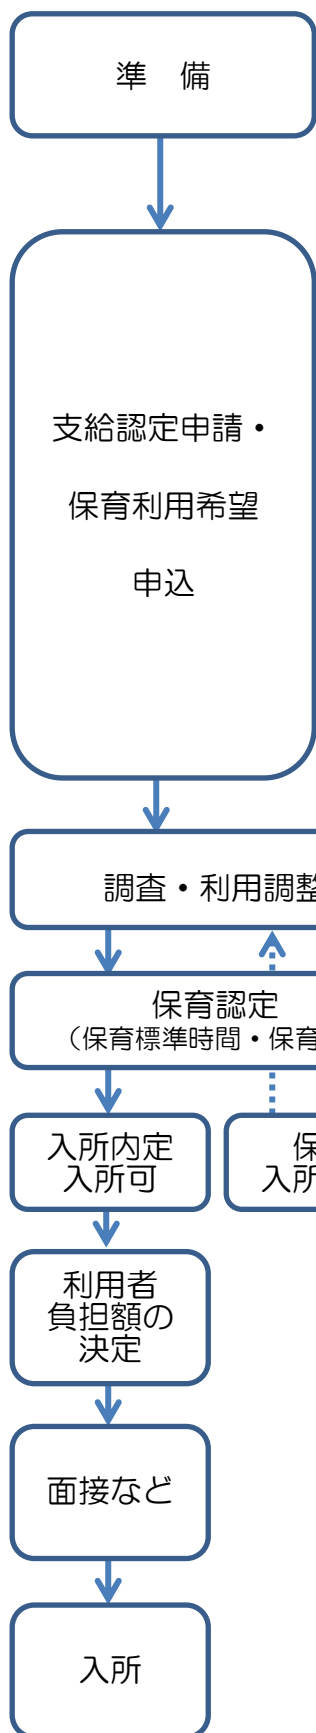 準　備
支給認定申請・
保育利用希望
申込
調査・利用調整
保育認定
（保育標準時間・保育
入所内定
入所可
保
入所
利用者
負担額の
決定
面接など
入所